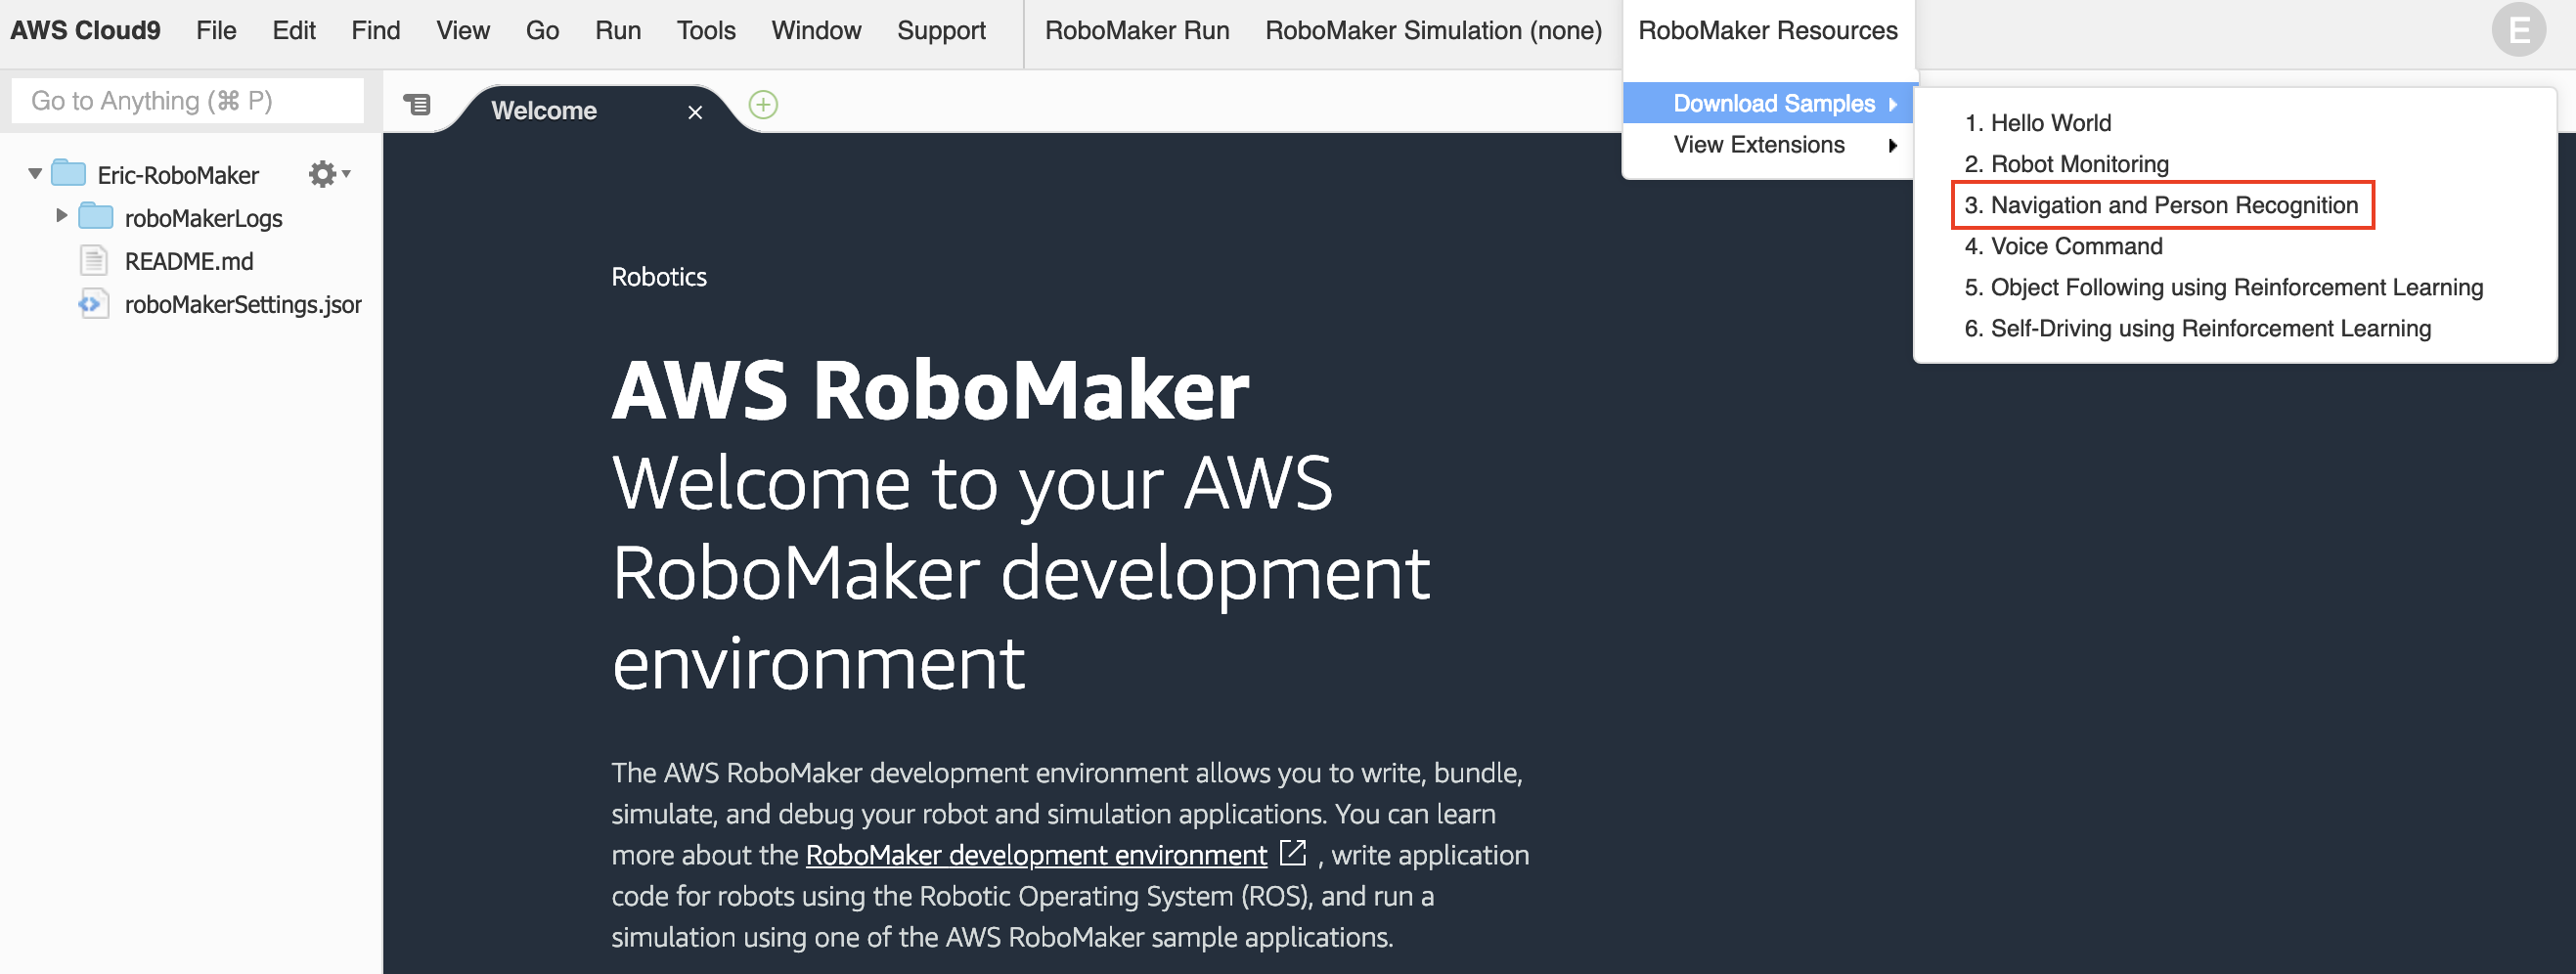 AWS Cloud9 File Edit Find View Go Run Tools Window Support RoboMaker Run RoboMaker Simulation (none) RoboMaker Resources
Go to Anything (⌘ P)
Welcome
Download Samples
View Extensions
1. Hello World
2. Robot Monitoring
3. Navigation and Person Recognition
4. Voice Command
5. Object Following using Reinforcement Learning
6. Self-Driving using Reinforcement Learning
E
Eric-RoboMaker
roboMakerLogs
README.md
roboMakerSettings.jsor
Robotics
AWS RoboMaker
Welcome to your AWS
RoboMaker development
environment
The AWS RoboMaker development environment allows you to write, bundle,
simulate, and debug your robot and simulation applications. You can learn
more about the RoboMaker development environment , write application
code for robots using the Robotic Operating System (ROS), and run a
simulation using one of the AWS RoboMaker sample applications.